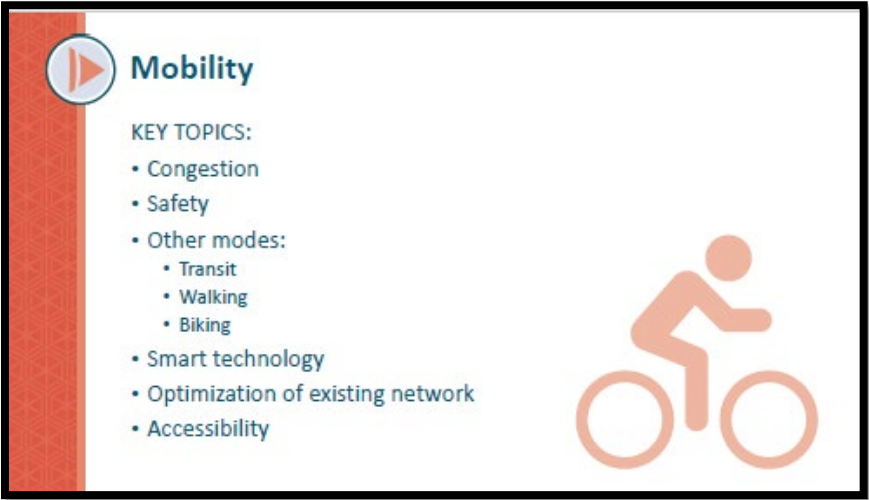 Mobility
KEY TOPICS:
• Congestion
• Safety
• Other modes:
• Transit
• Walking
• Biking
• Smart technology
• Optimization of existing network
• Accessibility